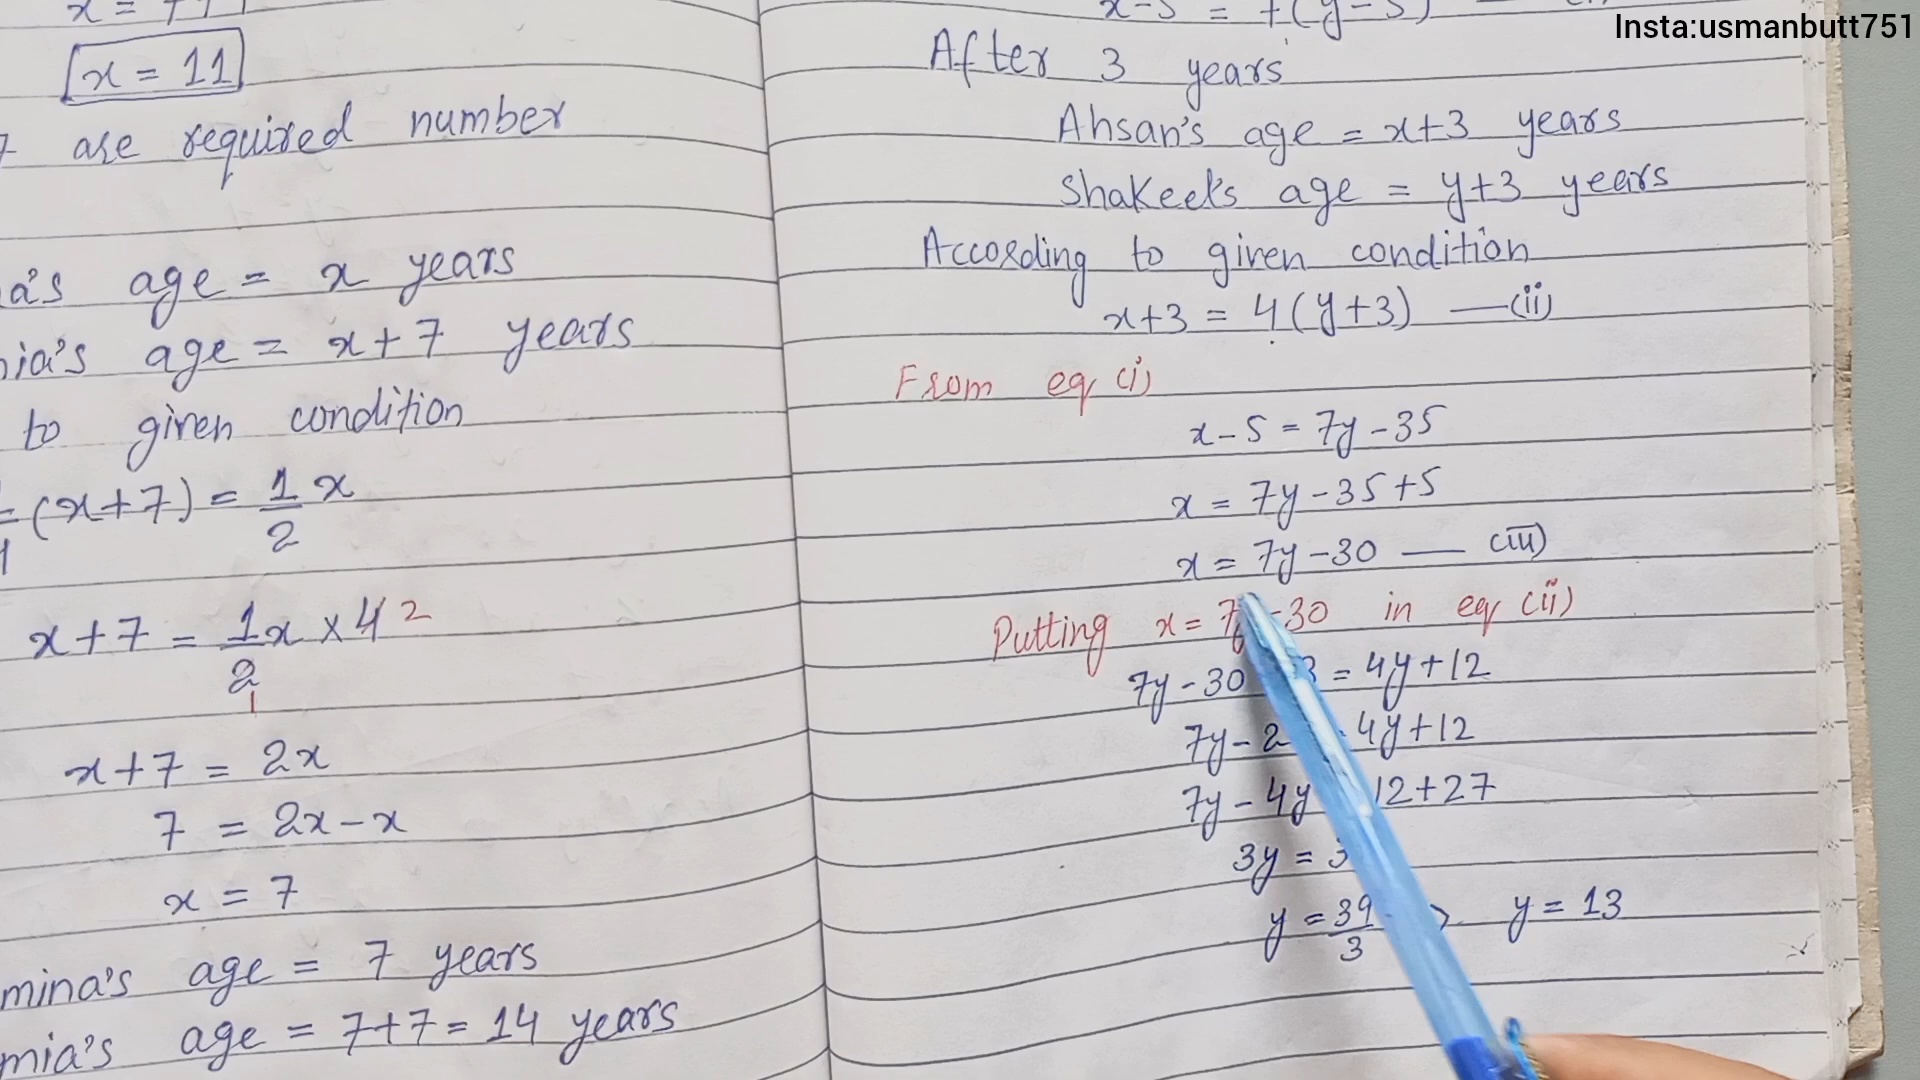 Insta:usmanbutt751
x = 11
are required number
age = x years
age = x+7 years
to given condition
(x+7) = 1/2 x
x+7 = 1/2 x × 4 2
1
x+7 = 2x
7 = 2x-x
x = 7
mina's age = 7 years
mia's age = 7+7 = 14 years
After 3 years
Ahsan's age = x+3 years
Shakeel's age = y+3 years
According to given condition
x+3 = 4(y+3) — (ii)
From eq (i)
x-5 = 7y-35
x = 7y-35+5
x = 7y-30 — (iii)
Putting x = 7y-30 in eq (ii)
7y-30 3 = 4y+12
7y-2 4y+12
7y-4y 12+27
3y = 3
y = 39/3 y = 13